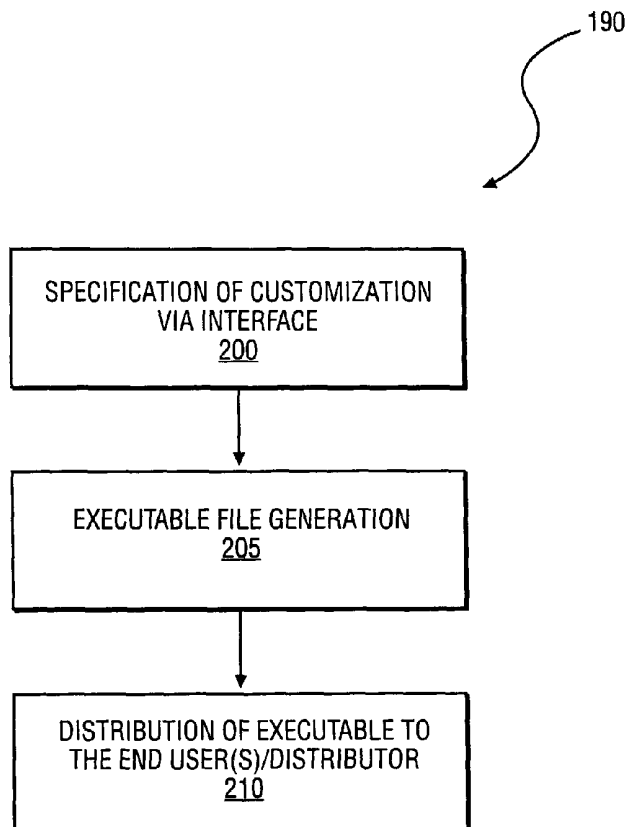 190
SPECIFICATION OF CUSTOMIZATION
VIA INTERFACE
200
EXECUTABLE FILE GENERATION
205
DISTRIBUTION OF EXECUTABLE TO
THE END USER(S)/DISTRIBUTOR
210